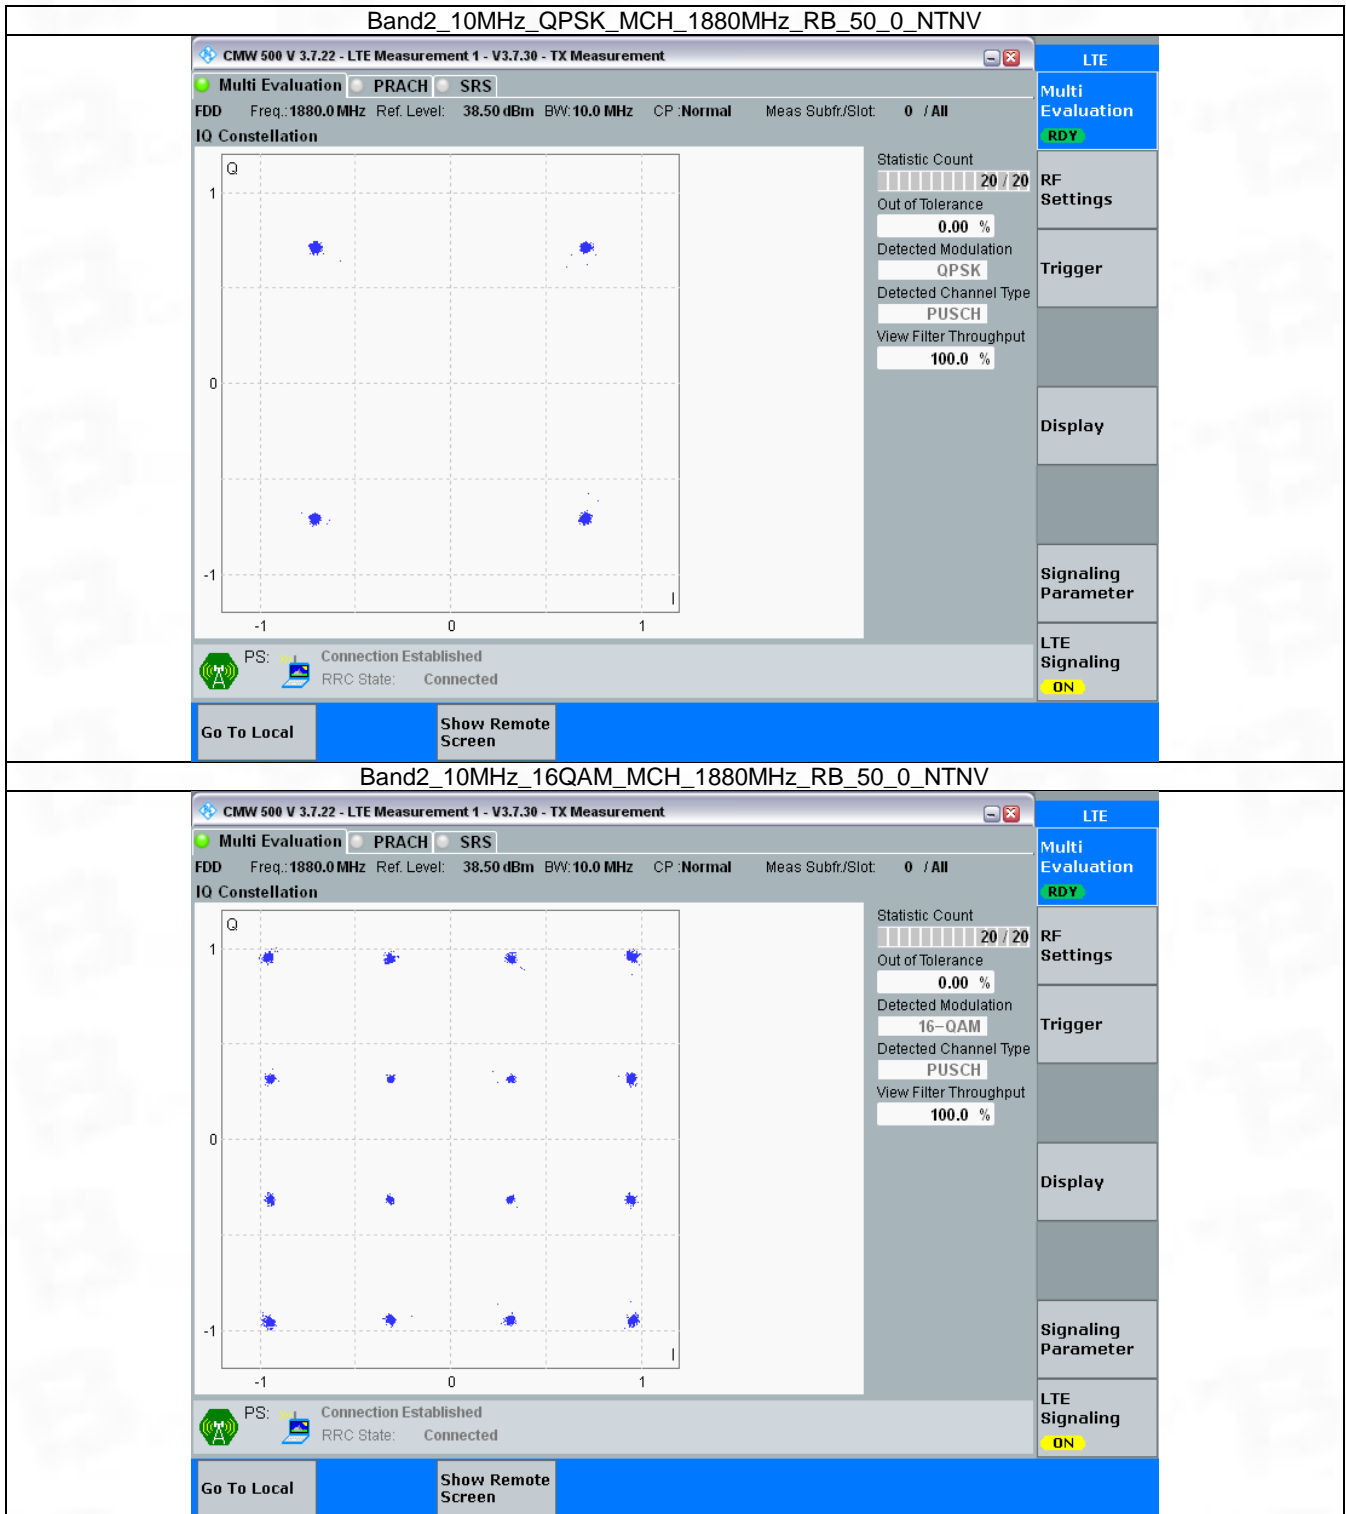 Band2_10MHz_QPSK_MCH_1880MHz_RB_50_0_NTNV
CMW 500 V 3.7.22 - LTE Measurement 1 - V3.7.30 - TX Measurement
LTE
Multi Evaluation PRACH SRS
Multi
Evaluation
RDY
FDD Freq.: 1880.0 MHz Ref. Level: 38.50 dBm BW: 10.0 MHz CP : Normal Meas Subfr./Slot: 0 / All
IQ Constellation
Q
1
0
-1
I
-1 0 1
Statistic Count
20 / 20
Out of Tolerance
0.00 %
Detected Modulation
QPSK
Detected Channel Type
PUSCH
View Filter Throughput
100.0 %
RF
Settings
Trigger
Display
Signaling
Parameter
LTE
Signaling
ON
PS: Connection Established
RRC State: Connected
Go To Local
Show Remote
Screen
Band2_10MHz_16QAM_MCH_1880MHz_RB_50_0_NTNV
CMW 500 V 3.7.22 - LTE Measurement 1 - V3.7.30 - TX Measurement
LTE
Multi Evaluation PRACH SRS
Multi
Evaluation
RDY
FDD Freq.: 1880.0 MHz Ref. Level: 38.50 dBm BW: 10.0 MHz CP : Normal Meas Subfr./Slot: 0 / All
IQ Constellation
Q
1
0
-1
I
-1 0 1
Statistic Count
20 / 20
Out of Tolerance
0.00 %
Detected Modulation
16-QAM
Detected Channel Type
PUSCH
View Filter Throughput
100.0 %
RF
Settings
Trigger
Display
Signaling
Parameter
LTE
Signaling
ON
PS: Connection Established
RRC State: Connected
Go To Local
Show Remote
Screen